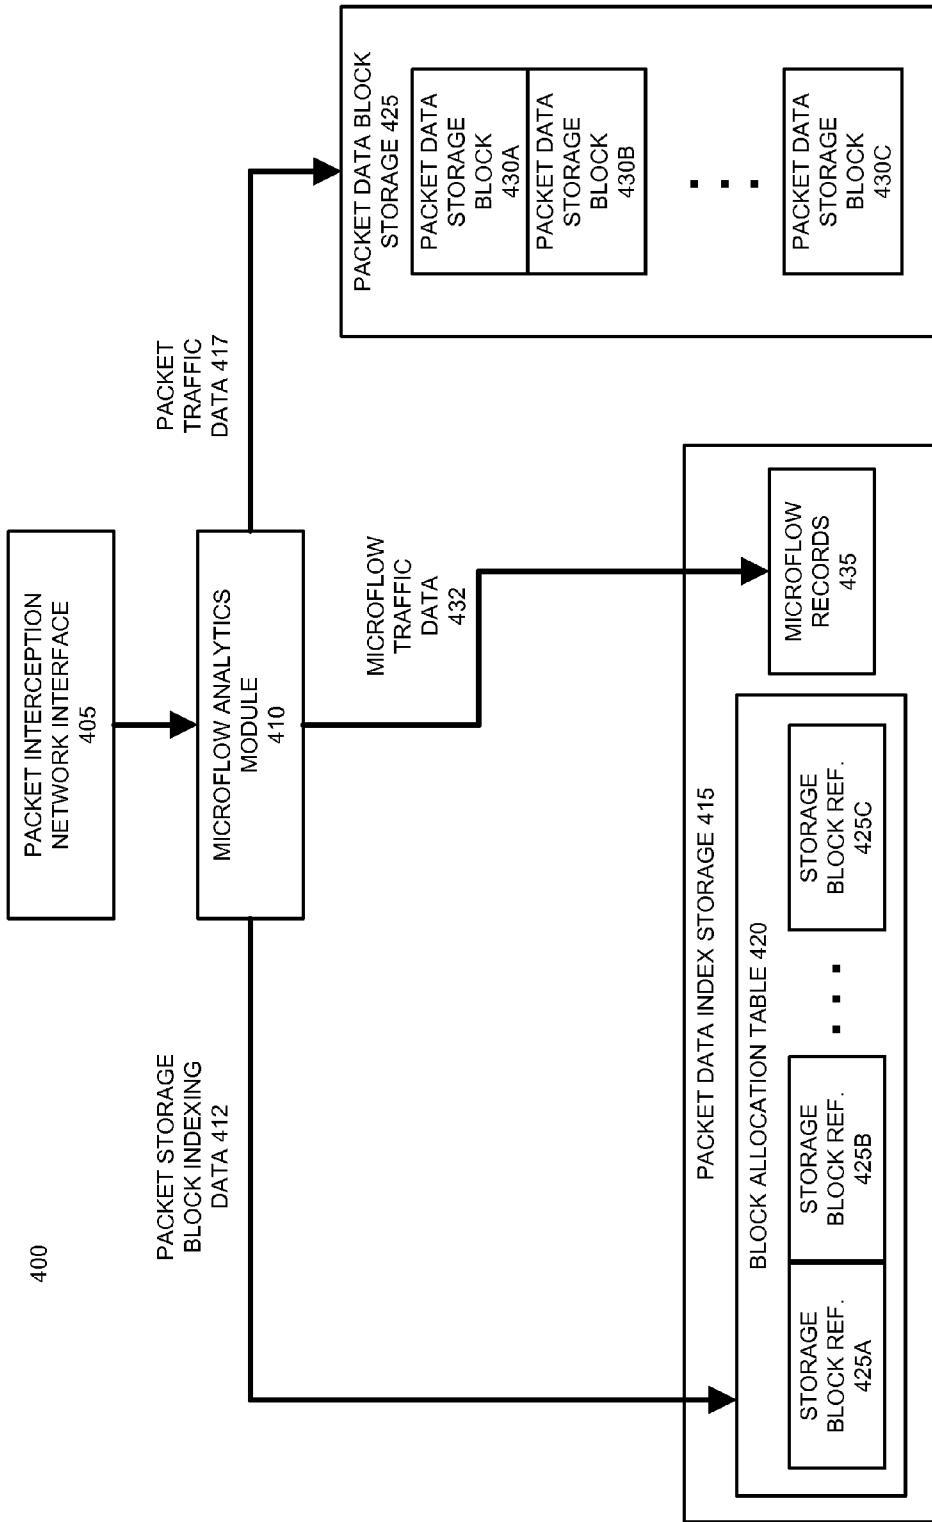 400
PACKET INTERCEPTION
NETWORK INTERFACE
405
MICROFLOW ANALYTICS
MODULE
410
PACKET STORAGE
BLOCK INDEXING
DATA 412
MICROFLOW
TRAFFIC
DATA
432
PACKET
TRAFFIC
DATA 417
PACKET DATA INDEX STORAGE 415
BLOCK ALLOCATION TABLE 420
STORAGE
BLOCK REF.
425A
STORAGE
BLOCK REF.
425B
. . .
STORAGE
BLOCK REF.
425C
MICROFLOW
RECORDS
435
PACKET DATA BLOCK
STORAGE 425
PACKET DATA
STORAGE
BLOCK
430A
PACKET DATA
STORAGE
BLOCK
430B
. . .
PACKET DATA
STORAGE
BLOCK
430C